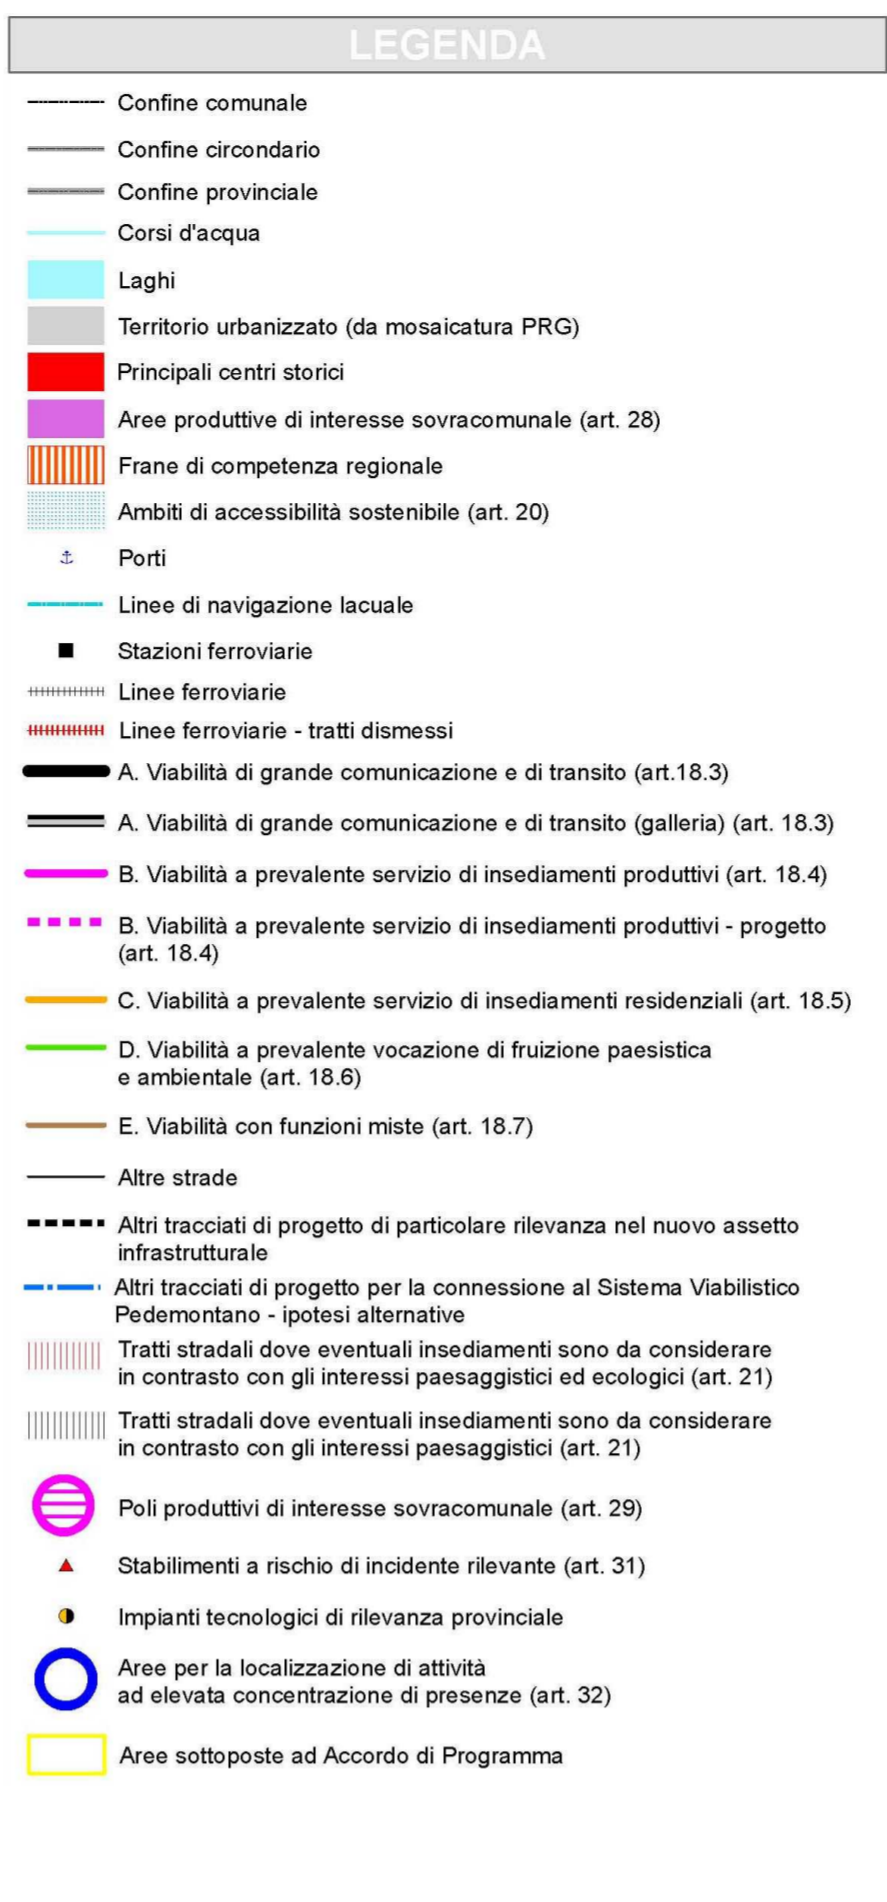 LEGENDA
Confine comunale
Confine circondario
Confine provinciale
Corsi d'acqua
Laghi
Territorio urbanizzato (da mosaicatura PRG)
Principali centri storici
Aree produttive di interesse sovracomunale (art. 28)
Frane di competenza regionale
Ambiti di accessibilità sostenibile (art. 20)
Porti
Linee di navigazione lacuale
Stazioni ferroviarie
Linee ferroviarie
Linee ferroviarie - tratti dismessi
A. Viabilità di grande comunicazione e di transito (art.18.3)
A. Viabilità di grande comunicazione e di transito (galleria) (art. 18.3)
B. Viabilità a prevalente servizio di insediamenti produttivi (art. 18.4)
B. Viabilità a prevalente servizio di insediamenti produttivi - progetto
(art. 18.4)
C. Viabilità a prevalente servizio di insediamenti residenziali (art. 18.5)
D. Viabilità a prevalente vocazione di fruizione paesistica
e ambientale (art. 18.6)
E. Viabilità con funzioni miste (art. 18.7)
Altre strade
Altri tracciati di progetto di particolare rilevanza nel nuovo assetto
infrastrutturale
Altri tracciati di progetto per la connessione al Sistema Viabilistico
Pedemontano - ipotesi alternative
Tratti stradali dove eventuali insediamenti sono da considerare
in contrasto con gli interessi paesaggistici ed ecologici (art. 21)
Tratti stradali dove eventuali insediamenti sono da considerare
in contrasto con gli interessi paesaggistici (art. 21)
Poli produttivi di interesse sovracomunale (art. 29)
Stabilimenti a rischio di incidente rilevante (art. 31)
Impianti tecnologici di rilevanza provinciale
Aree per la localizzazione di attività
ad elevata concentrazione di presenze (art. 32)
Aree sottoposte ad Accordo di Programma